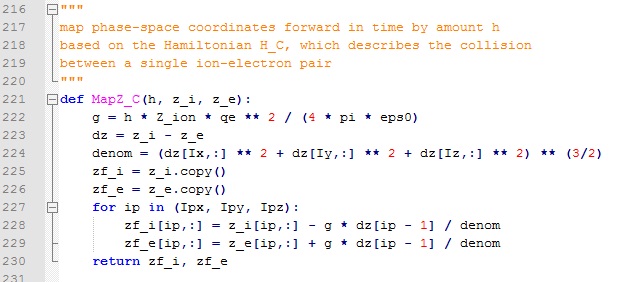 216 """
217 map phase-space coordinates forward in time by amount h
218 based on the Hamiltonian H_C, which describes the collision
219 between a single ion-electron pair
220 """
221 def MapZ_C(h, z_i, z_e):
222     g = h * Z_ion * qe ** 2 / (4 * pi * eps0)
223     dz = z_i - z_e
224     denom = (dz[Ix,:] ** 2 + dz[Iy,:] ** 2 + dz[Iz,:] ** 2) ** (3/2)
225     zf_i = z_i.copy()
226     zf_e = z_e.copy()
227     for ip in (Ipx, Ipy, Ipz):
228         zf_i[ip,:] = z_i[ip,:] - g * dz[ip - 1] / denom
229         zf_e[ip,:] = z_e[ip,:] + g * dz[ip - 1] / denom
230     return zf_i, zf_e
231